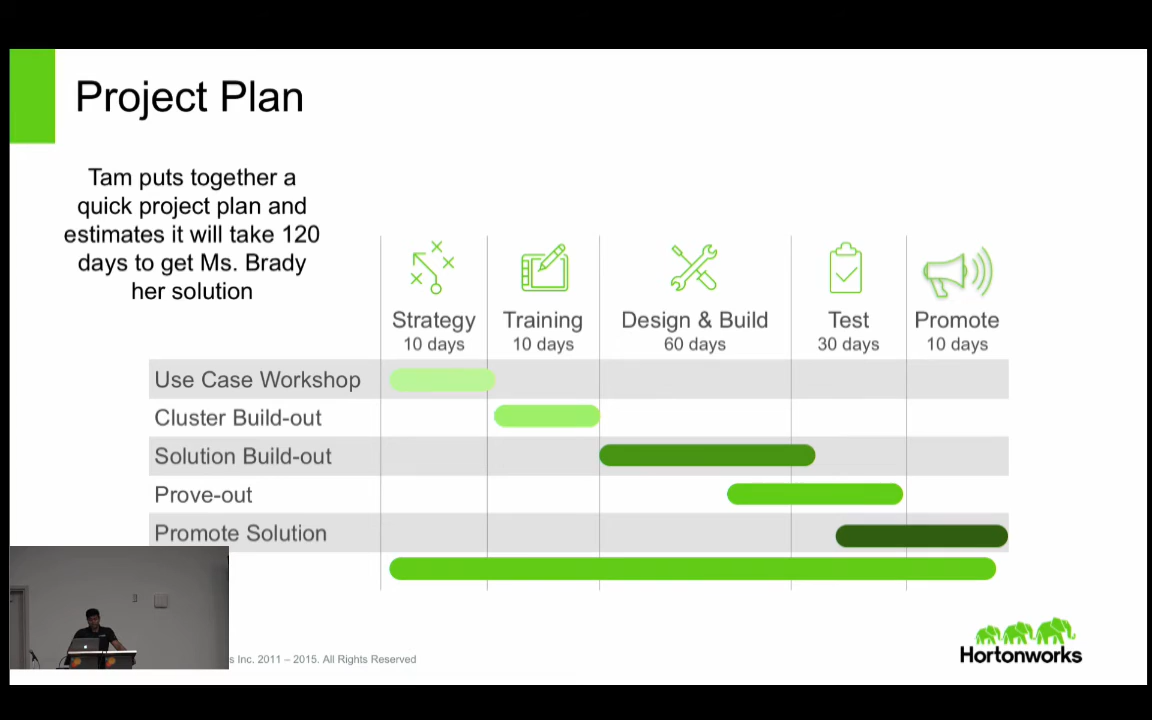 Project Plan
Tam puts together a
quick project plan and
estimates it will take 120
days to get Ms. Brady
her solution
Strategy
10 days
Training
10 days
Design & Build
60 days
Test
30 days
Promote
10 days
Use Case Workshop
Cluster Build-out
Solution Build-out
Prove-out
Promote Solution
s Inc. 2011 – 2015. All Rights Reserved
Hortonworks